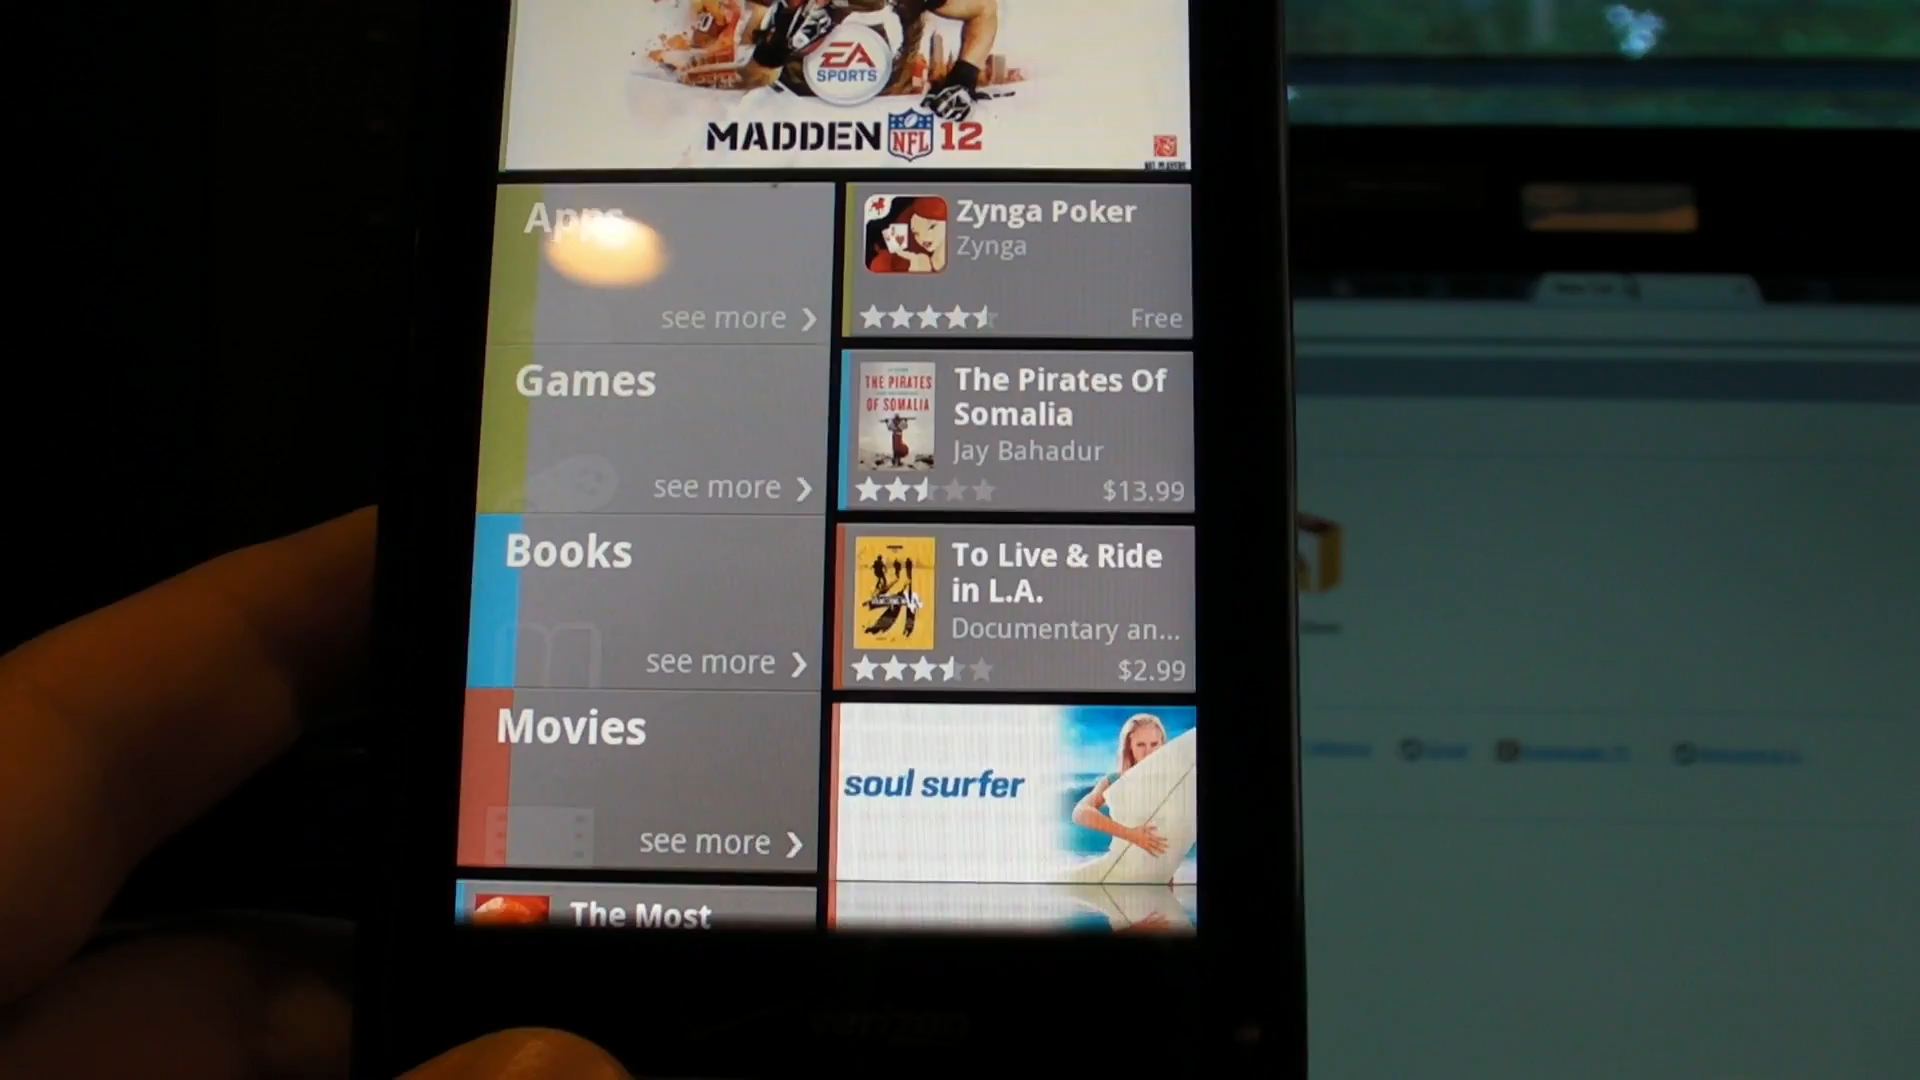 EA
SPORTS
MADDEN NFL 12
Apps
see more
Games
see more
Books
see more
Movies
see more
The Most
Zynga Poker
Zynga
Free
THE PIRATES
OF SOMALIA
The Pirates Of
Somalia
Jay Bahadur
$13.99
To Live & Ride
in L.A.
Documentary an...
$2.99
soul surfer
verizon